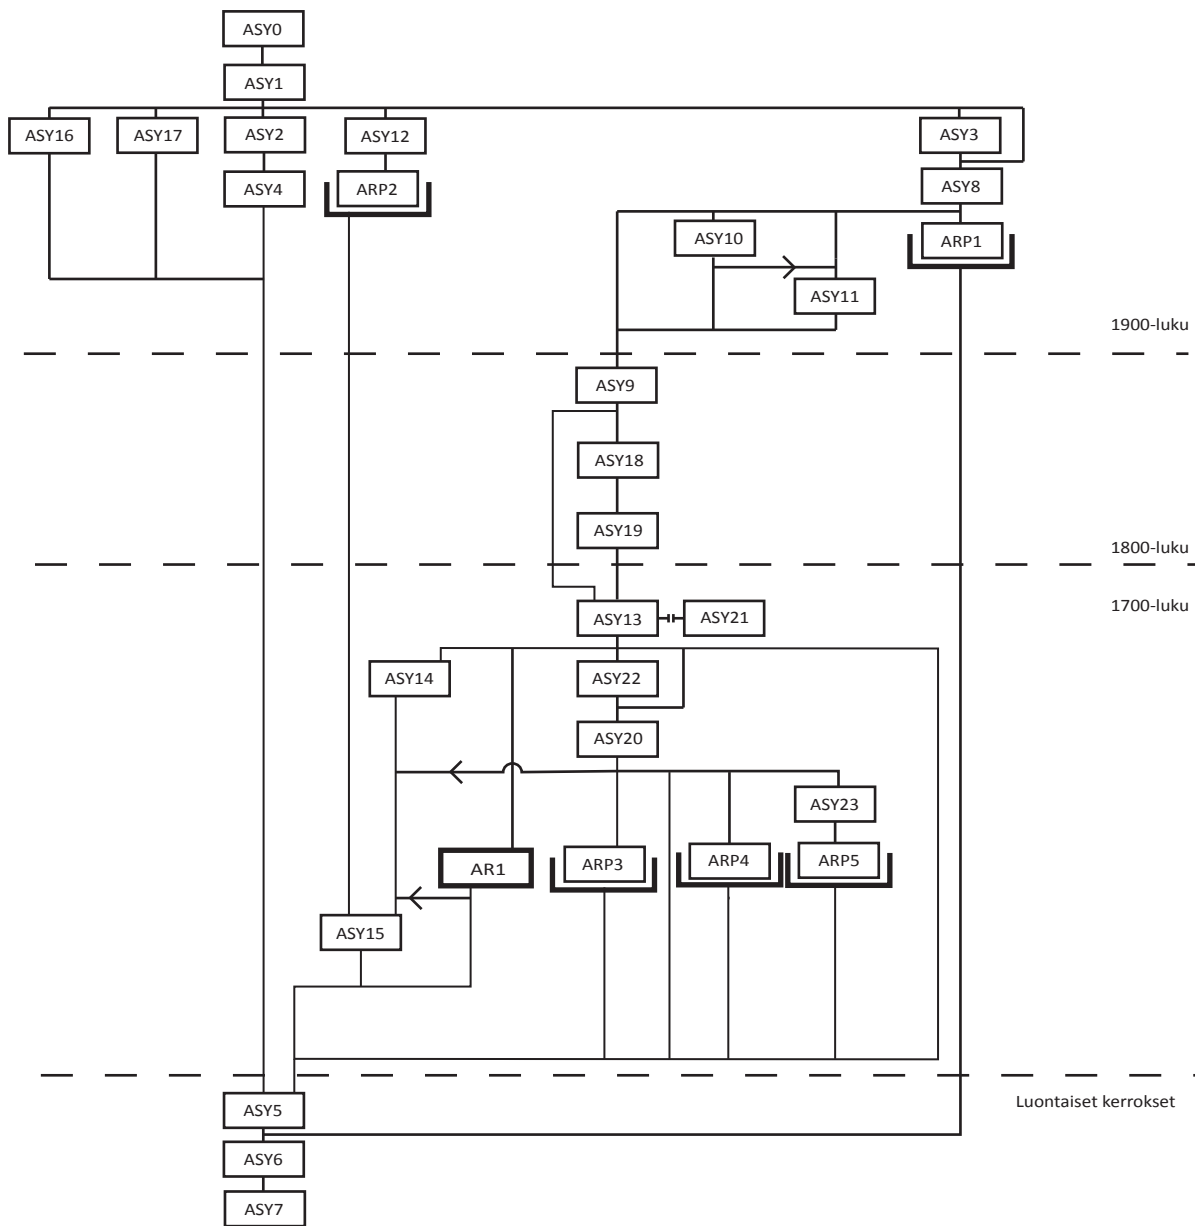 ASY0
ASY1
ASY16
ASY17
ASY2
ASY12
ASY3
ASY4
ARP2
ASY8
ASY10
ARP1
ASY11
1900-luku
ASY9
ASY18
ASY19
1800-luku
1700-luku
ASY13
ASY21
ASY14
ASY22
ASY20
ASY23
AR1
ARP3
ARP4
ARP5
ASY15
Luontaiset kerrokset
ASY5
ASY6
ASY7